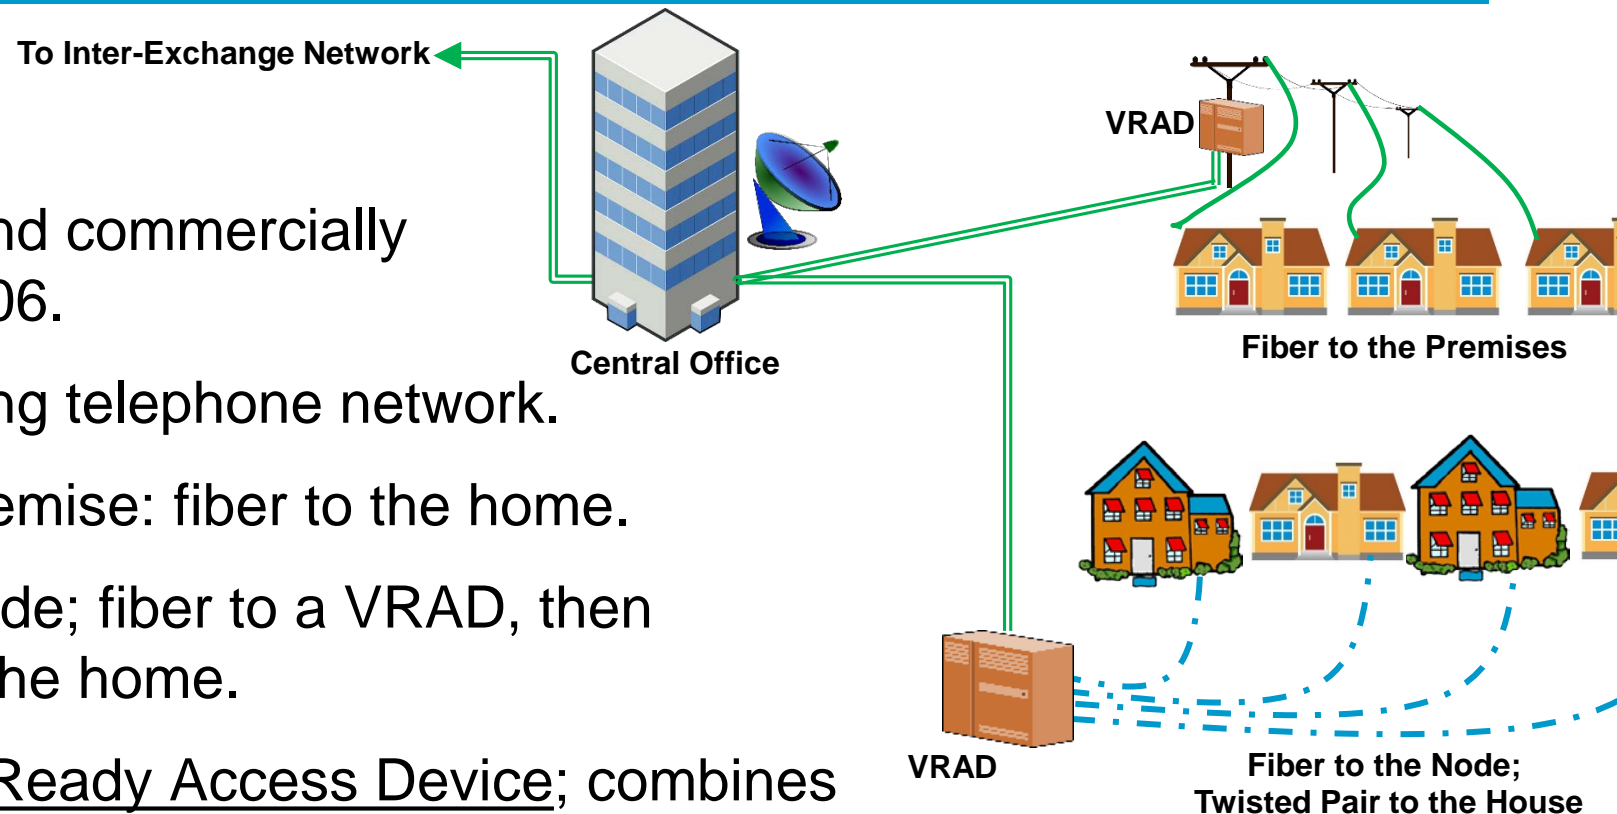 To Inter-Exchange Network
VRAD
nd commercially
06.
Fiber to the Premises
Central Office
ng telephone network.
emise: fiber to the home.
de; fiber to a VRAD, then
he home.
VRAD
Fiber to the Node;
Twisted Pair to the House
Ready Access Device; combines